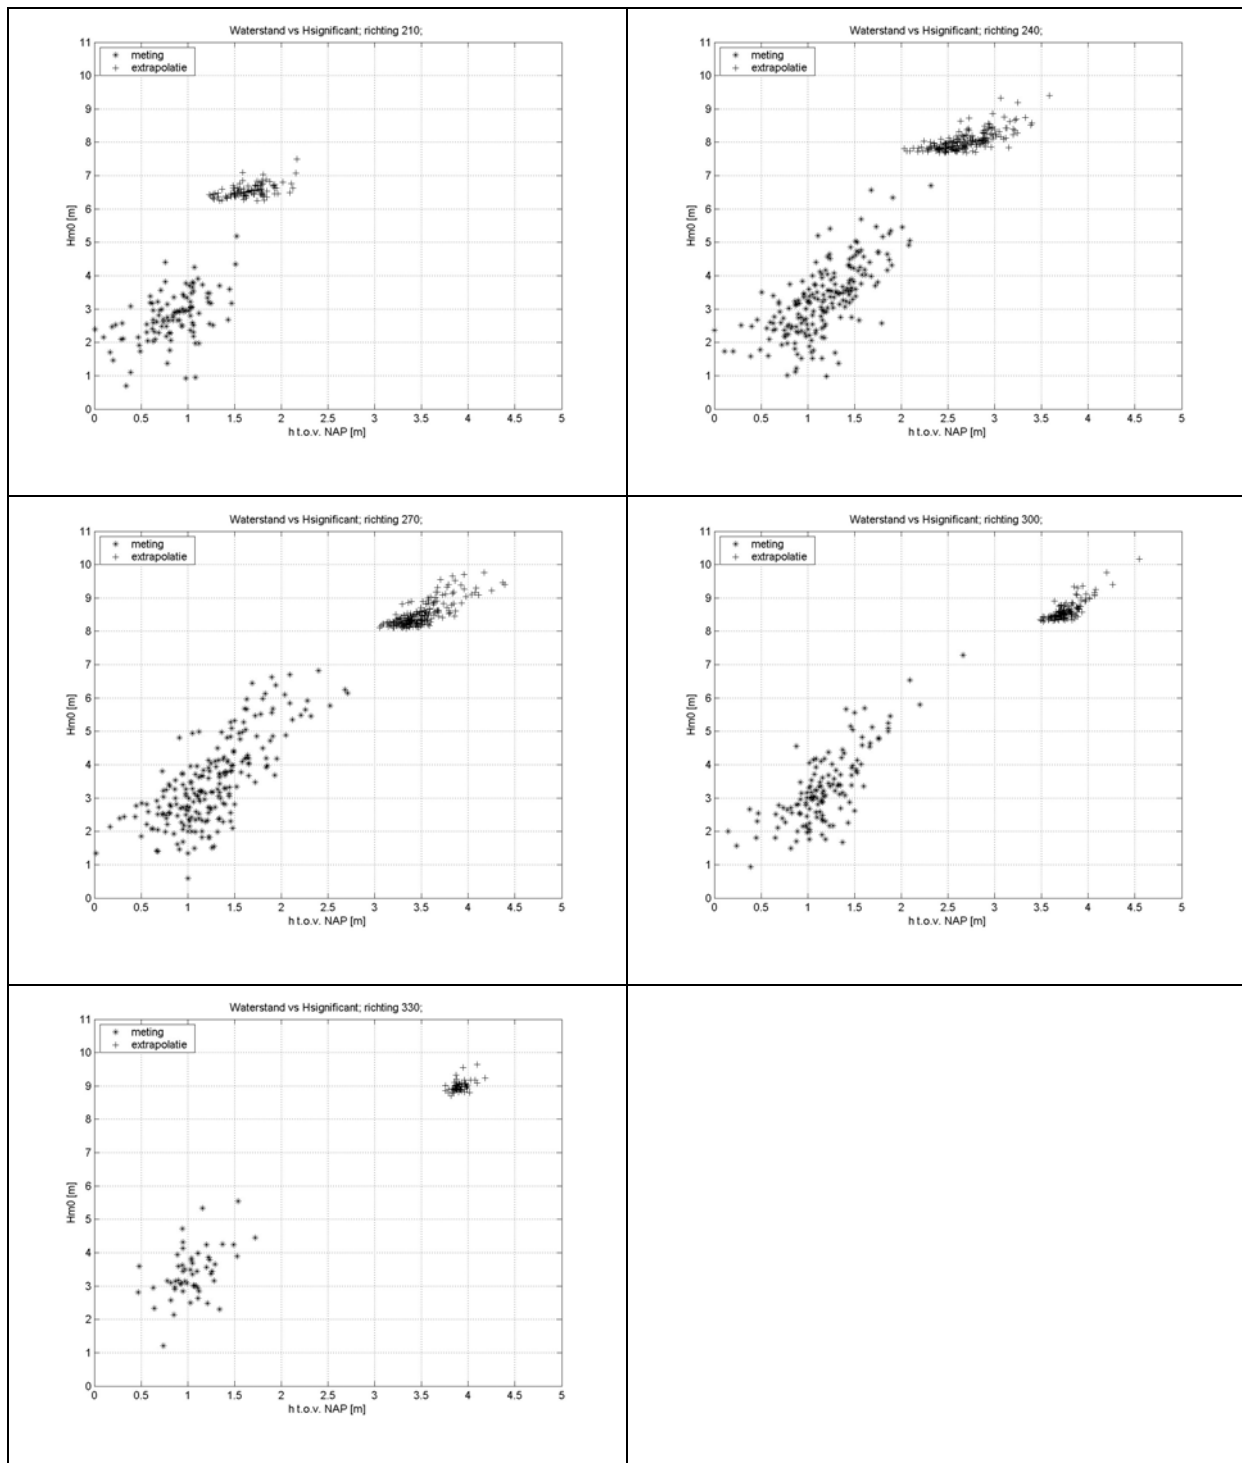 Waterstand vs Hsignificant; richting 210;
11
meting
extrapolatie
10
9
8
7
6
5
4
3
2
1
0
Hm0 [m]
0 0.5 1 1.5 2 2.5 3 3.5 4 4.5 5
h t.o.v. NAP [m]
Waterstand vs Hsignificant; richting 240;
11
meting
extrapolatie
10
9
8
7
6
5
4
3
2
1
0
Hm0 [m]
0 0.5 1 1.5 2 2.5 3 3.5 4 4.5 5
h t.o.v. NAP [m]
Waterstand vs Hsignificant; richting 270;
11
meting
extrapolatie
10
9
8
7
6
5
4
3
2
1
0
Hm0 [m]
0 0.5 1 1.5 2 2.5 3 3.5 4 4.5 5
h t.o.v. NAP [m]
Waterstand vs Hsignificant; richting 300;
11
meting
extrapolatie
10
9
8
7
6
5
4
3
2
1
0
Hm0 [m]
0 0.5 1 1.5 2 2.5 3 3.5 4 4.5 5
h t.o.v. NAP [m]
Waterstand vs Hsignificant; richting 330;
11
meting
extrapolatie
10
9
8
7
6
5
4
3
2
1
0
Hm0 [m]
0 0.5 1 1.5 2 2.5 3 3.5 4 4.5 5
h t.o.v. NAP [m]